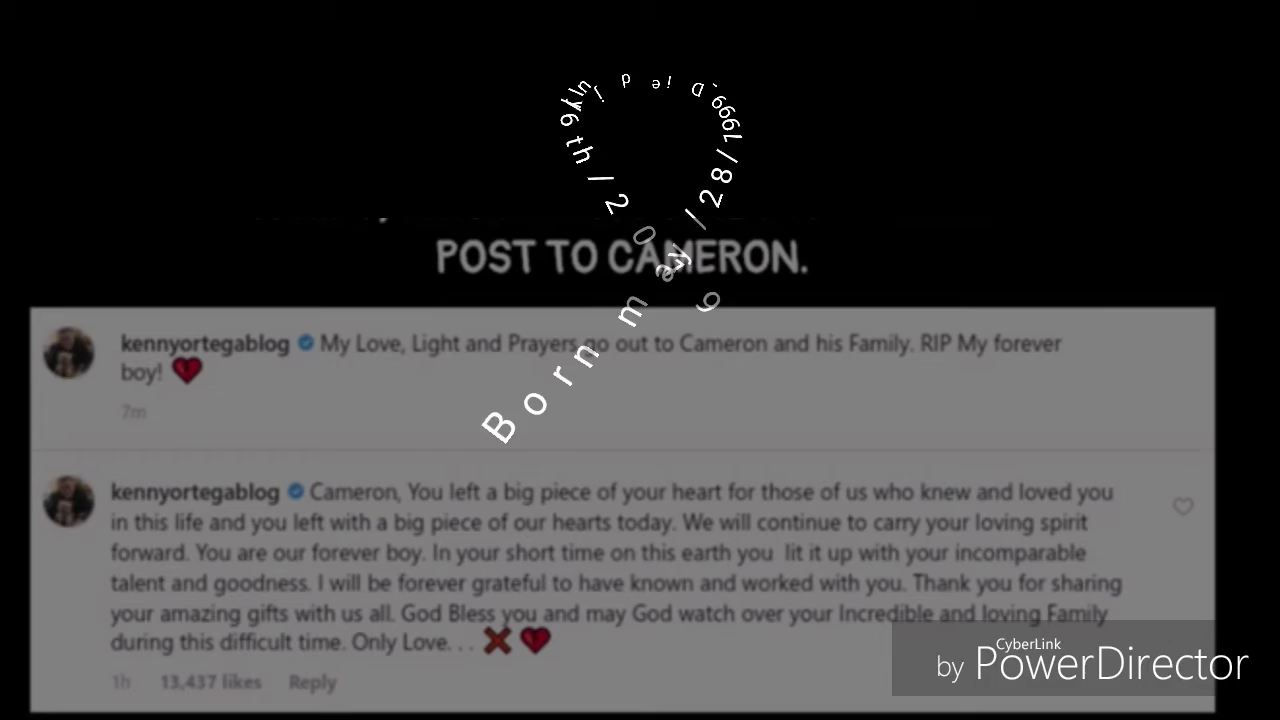 Born may/28/1999. Died
POST TO CAMERON.
kennyortegablog My Love, Light and Prayers go out to Cameron and his Family. RIP My forever
boy! 💔
7m
kennyortegablog Cameron, You left a big piece of your heart for those of us who knew and loved you
in this life and you left with a big piece of our hearts today. We will continue to carry your loving spirit
forward. You are our forever boy. In your short time on this earth you lit it up with your incomparable
talent and goodness. I will be forever grateful to have known and worked with you. Thank you for sharing
your amazing gifts with us all. God Bless you and may God watch over your Incredible and loving Family
during this difficult time. Only Love. . . ❌ 💔
1h 13,437 likes Reply
CyberLink
by PowerDirector